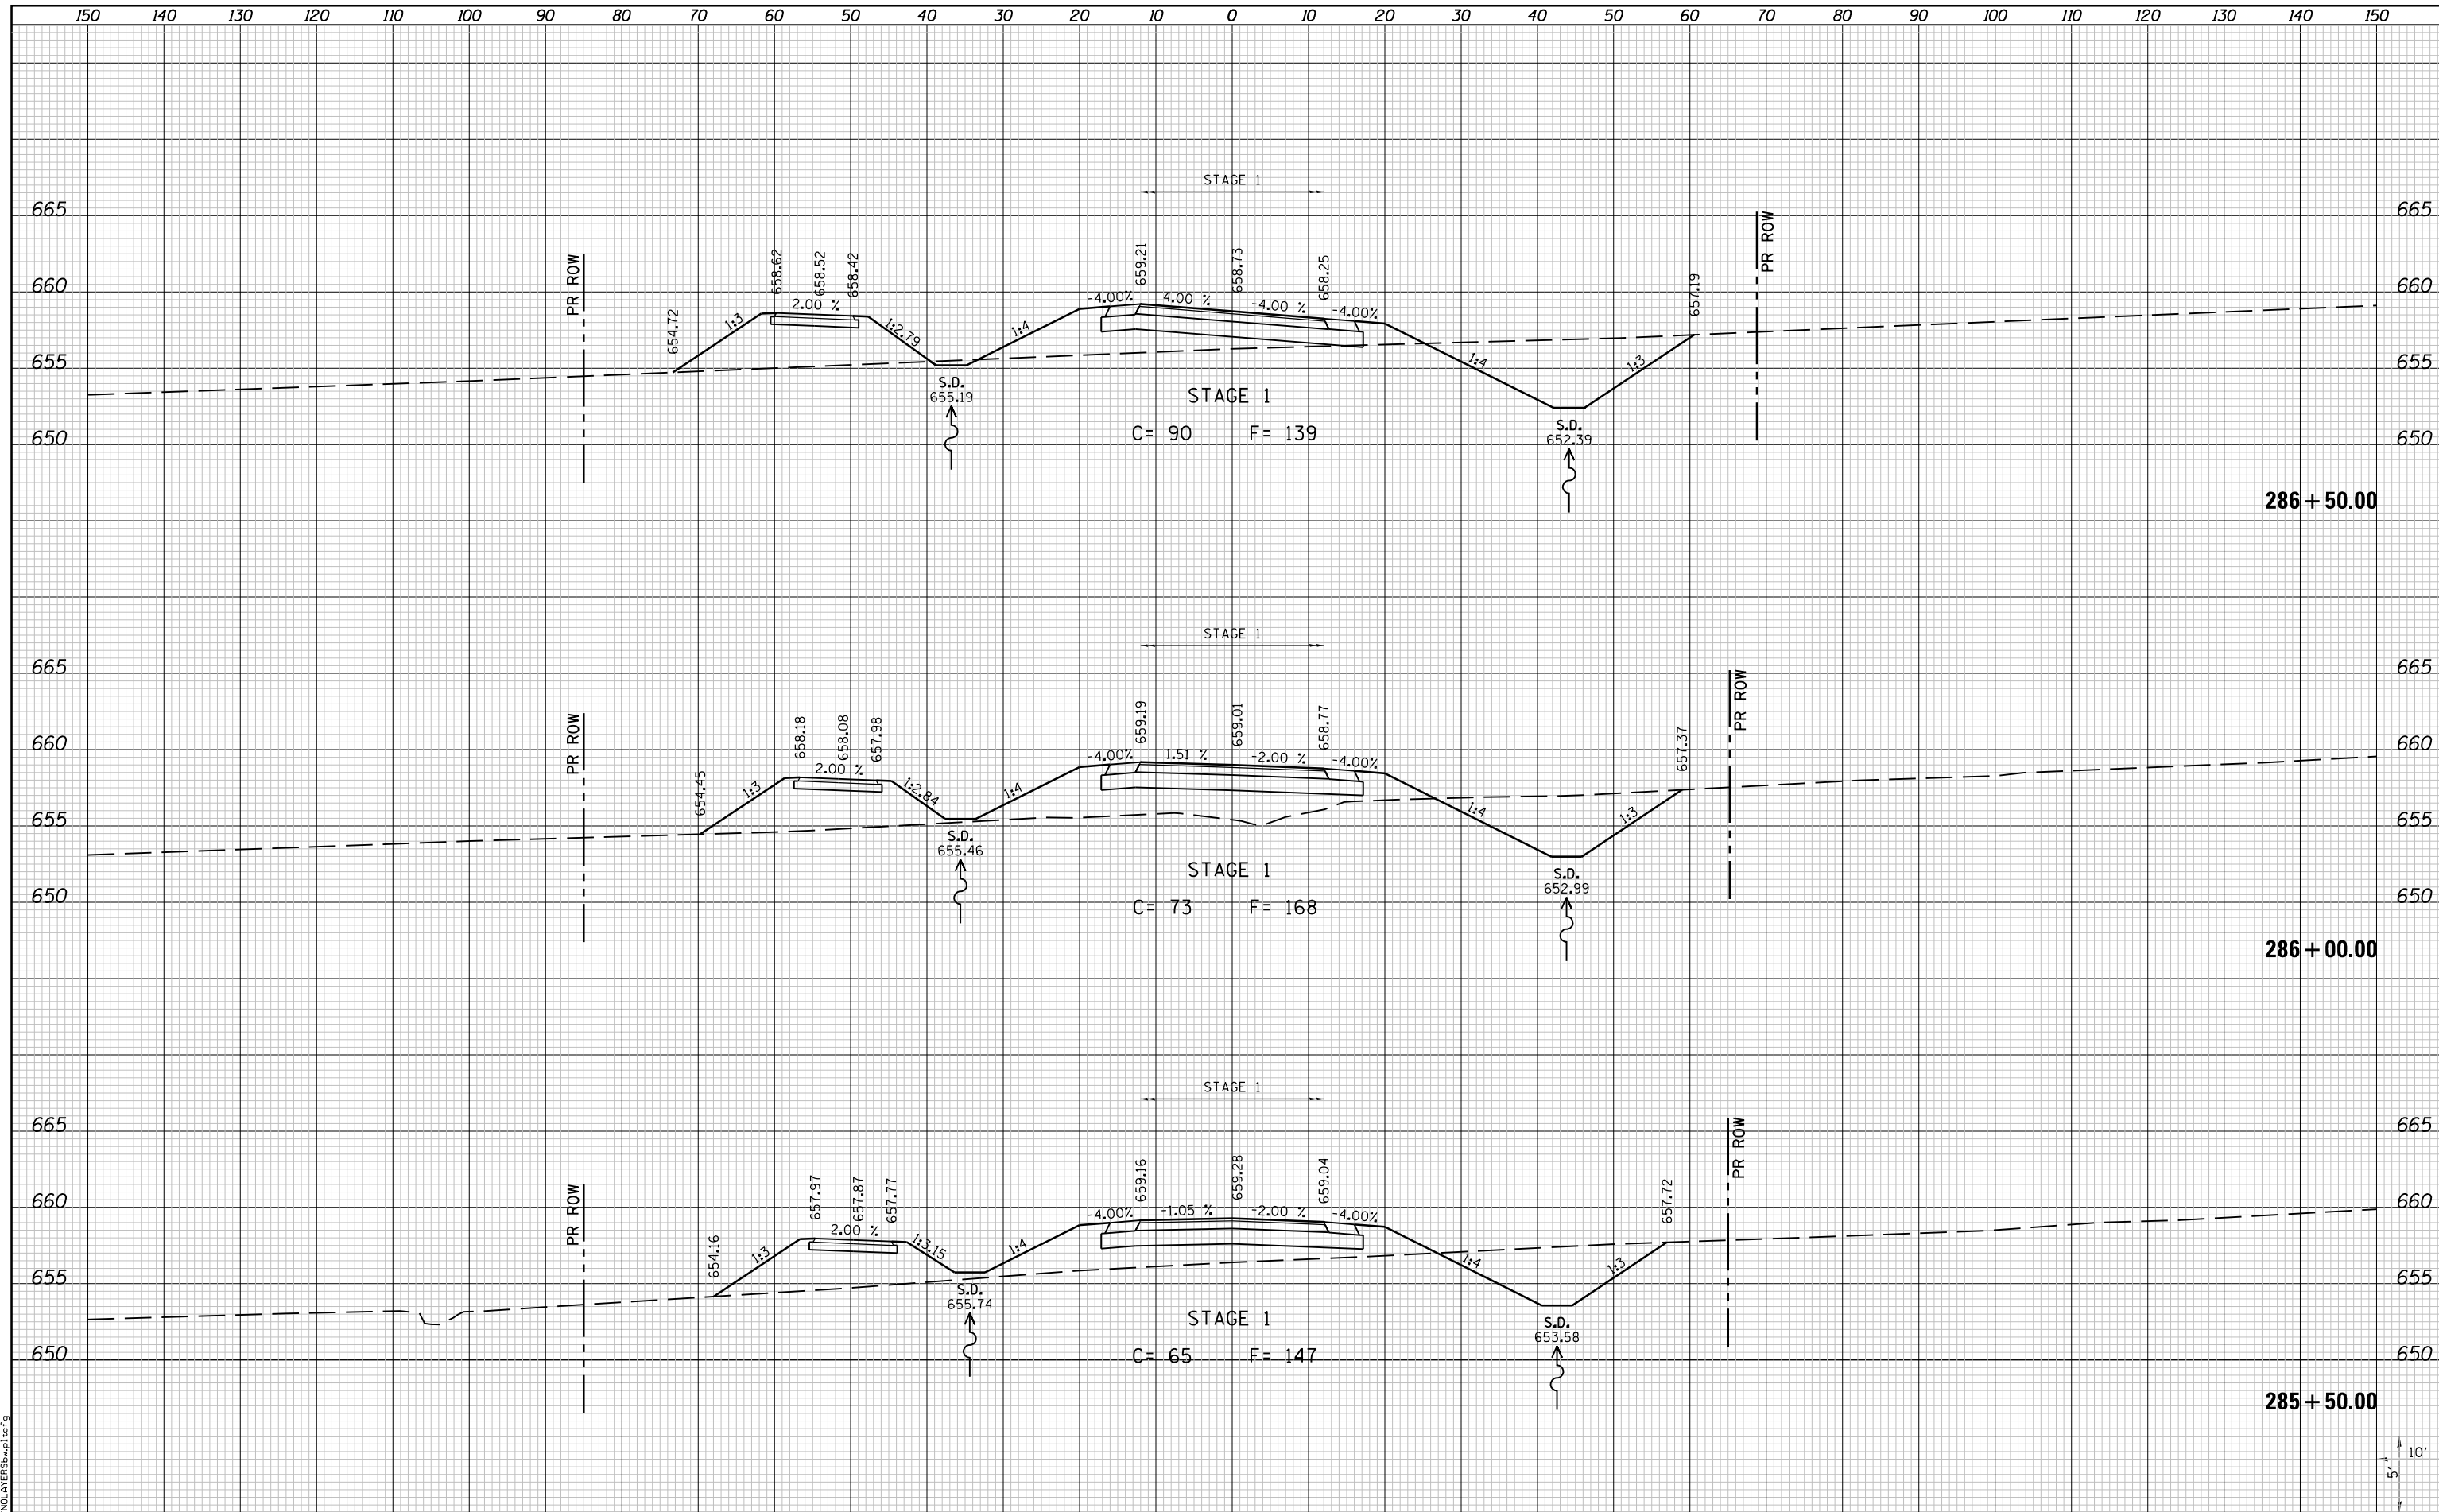 150 140 130 120 110 100 90 80 70 60 50 40 30 20 10 0 10 20 30 40 50 60 70 80 90 100 110 120 130 140 150
STAGE 1
665 665
PR ROW
PR ROW
658.62 658.52 658.42 659.21 658.73 658.25 657.19
660 660
2.00 % -4.00% 4.00 % -4.00 % -4.00%
654.72 1:3 1:2.79 1:4 1:4 1:3
655 655
S.D.
655.19
STAGE 1
C= 90 F= 139
S.D.
652.39
650 650
286+50.00
STAGE 1
665 665
PR ROW
PR ROW
658.18 658.08 657.98 659.19 659.01 658.77 657.37
660 660
2.00 % -4.00% 1.51 % -2.00 % -4.00%
654.45 1:3 1:2.84 1:4 1:4 1:3
655 655
S.D.
655.46
STAGE 1
S.D.
652.99
650 650
C= 73 F= 168
286+00.00
STAGE 1
665 665
PR ROW
PR ROW
657.97 657.87 657.77 659.16 659.28 659.04 657.72
660 660
2.00 % -4.00% -1.05 % -2.00 % -4.00%
654.16 1:3 1:3.15 1:4 1:4 1:3
655 655
S.D.
655.74
STAGE 1
S.D.
653.58
650 650
C= 65 F= 147
285+50.00
10'
5'
NOLAYERSbw.pltcfg